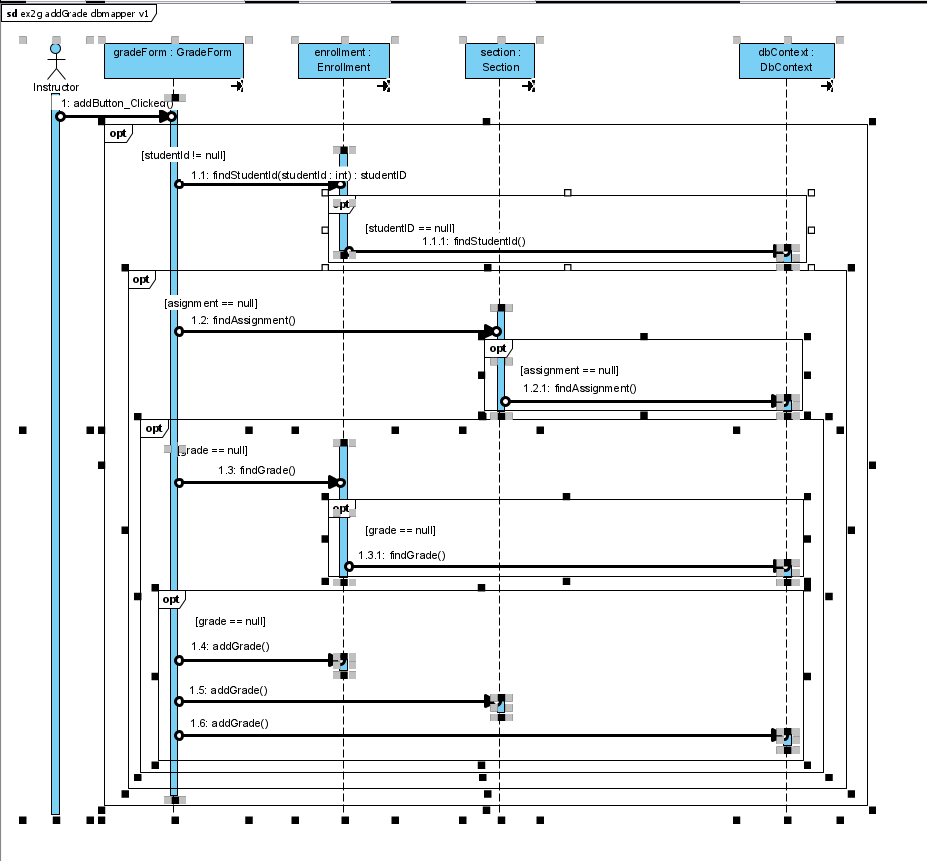 sd ex2g addGrade dbmapper v1
gradeForm : GradeForm
enrollment :
Enrollment
section :
Section
dbContext :
DbContext
Instructor
1: addButton_Clicked()
opt
[studentId != null]
1.1: findStudentId(studentId : int) : studentID
opt
[studentID == null]
1.1.1: findStudentId()
opt
[asignment == null]
1.2: findAssignment()
opt
[assignment == null]
1.2.1: findAssignment()
opt
[grade == null]
1.3: findGrade()
opt
[grade == null]
1.3.1: findGrade()
opt
[grade == null]
1.4: addGrade()
1.5: addGrade()
1.6: addGrade()